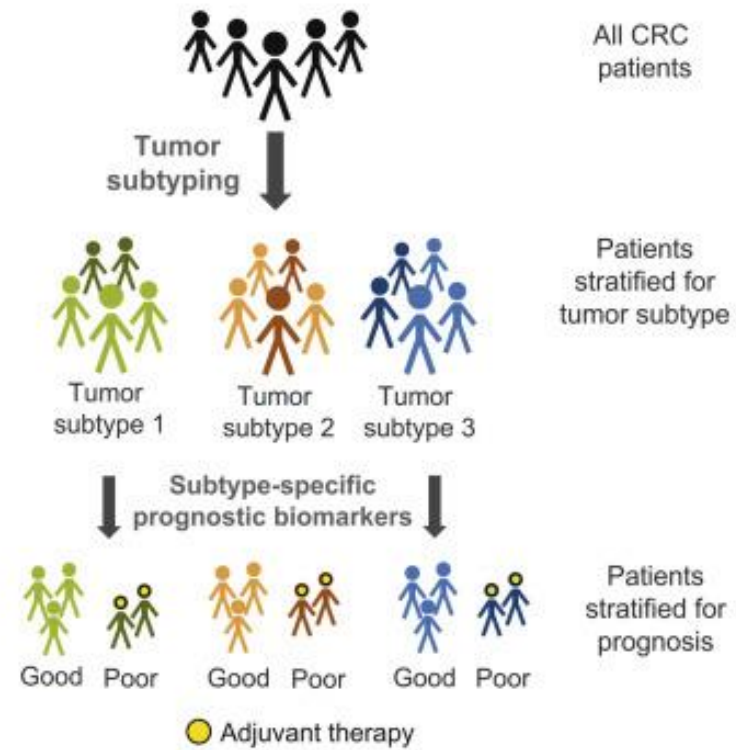 All CRC
patients
Tumor
subtyping
Patients
stratified for
tumor subtype
Tumor
subtype 1
Tumor
subtype 2
Tumor
subtype 3
Subtype-specific
prognostic biomarkers
Patients
stratified for
prognosis
Good Poor Good Poor Good Poor
Adjuvant therapy